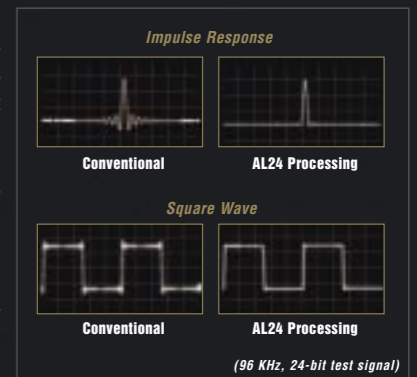 Impulse Response
Conventional AL24 Processing
Square Wave
Conventional AL24 Processing
(96 KHz, 24-bit test signal)